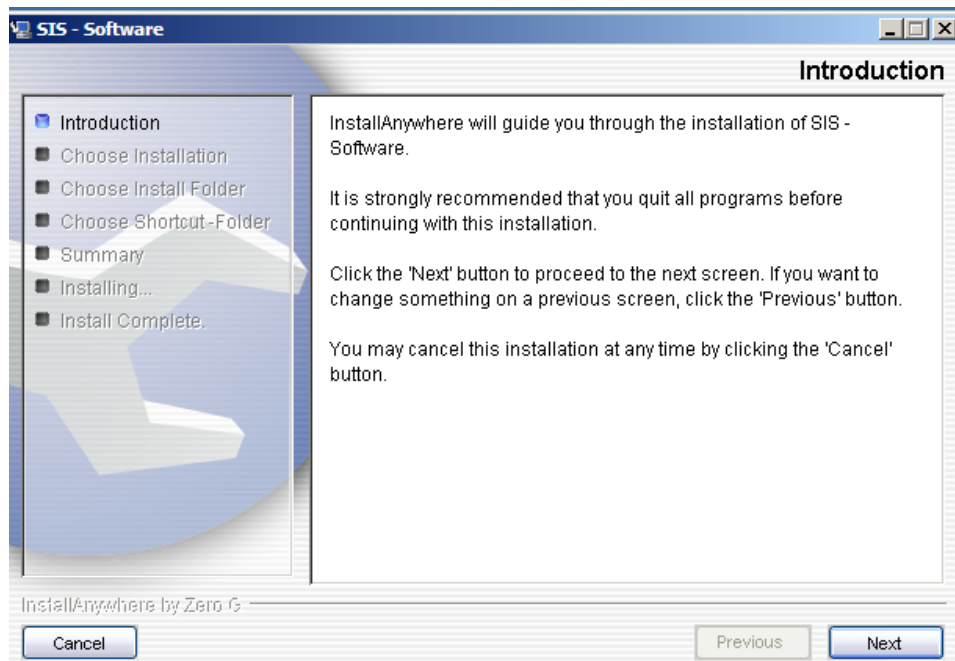 SIS - Software
Introduction
Introduction
Choose Installation
Choose Install Folder
Choose Shortcut-Folder
Summary
Installing...
Install Complete.
InstallAnywhere will guide you through the installation of SIS -
Software.
It is strongly recommended that you quit all programs before
continuing with this installation.
Click the 'Next' button to proceed to the next screen. If you want to
change something on a previous screen, click the 'Previous' button.
You may cancel this installation at any time by clicking the 'Cancel'
button.
InstallAnywhere by Zero G
Cancel
Previous
Next